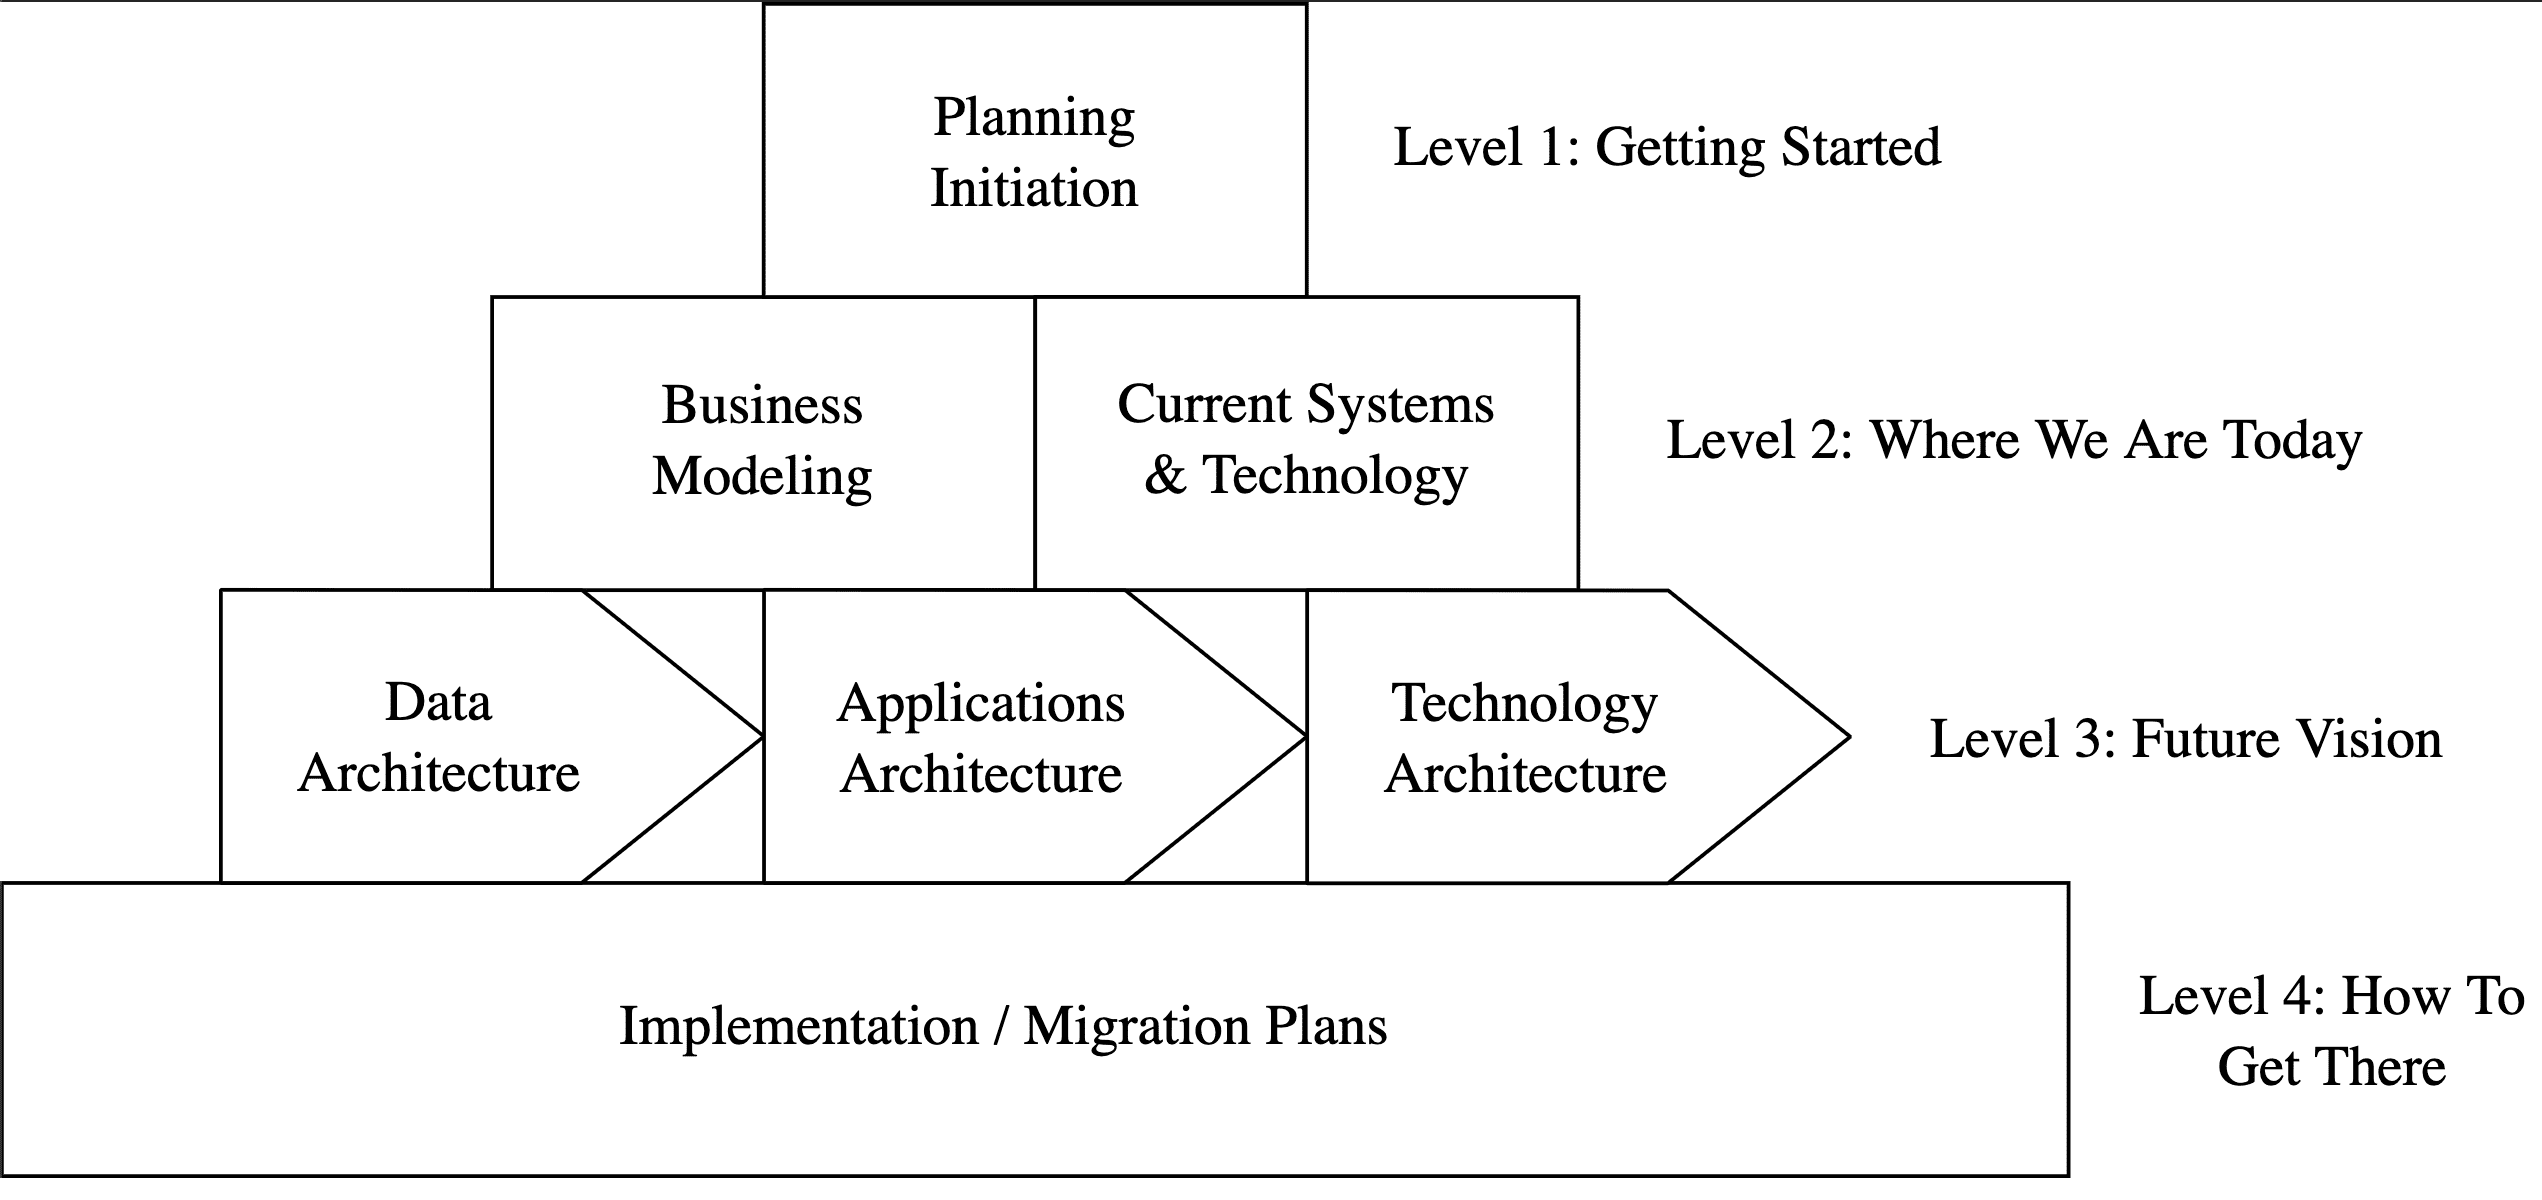 Planning
Initiation
Level 1: Getting Started
Business
Modeling
Current Systems
& Technology
Level 2: Where We Are Today
Data
Architecture
Applications
Architecture
Technology
Architecture
Level 3: Future Vision
Implementation / Migration Plans
Level 4: How To
Get There